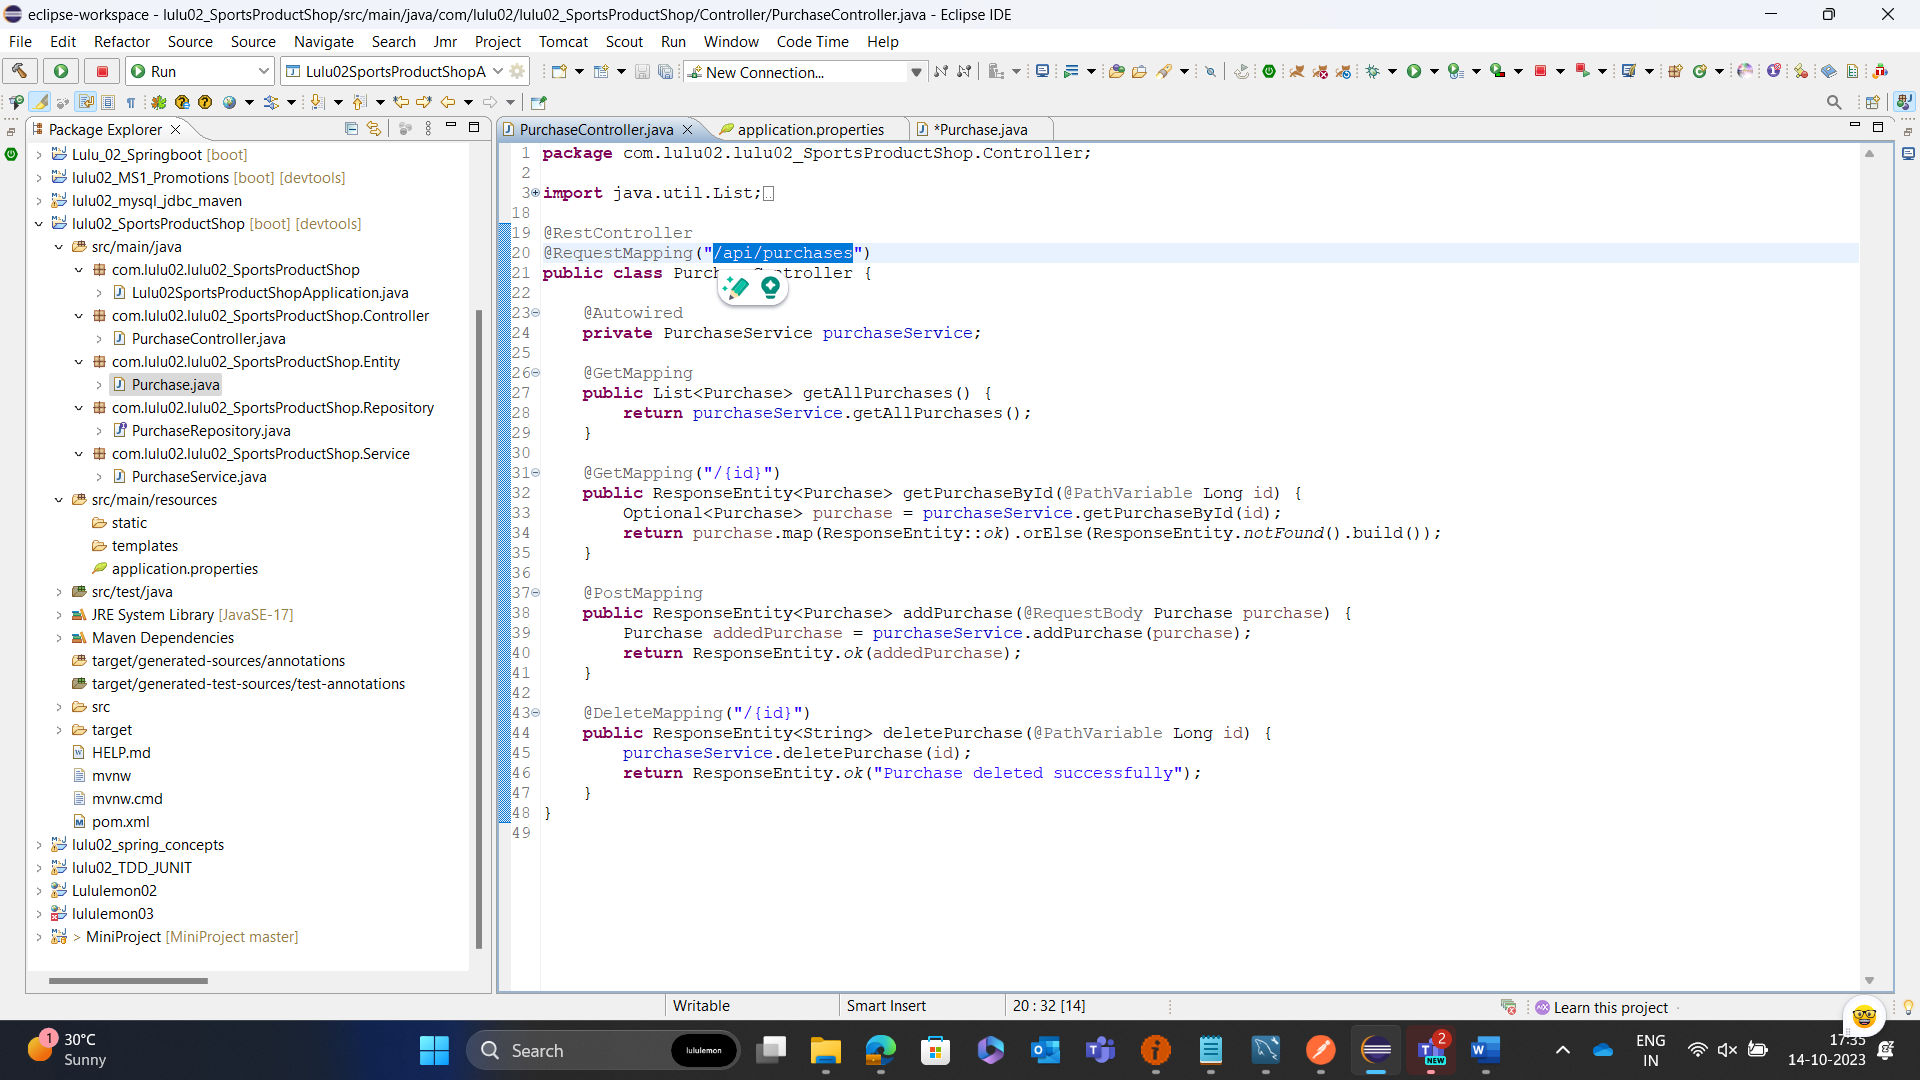 eclipse-workspace - lulu02_SportsProductShop/src/main/java/com/lulu02/lulu02_SportsProductShop/Controller/PurchaseController.java - Eclipse IDE
File Edit Refactor Source Source Navigate Search Jmr Project Tomcat Scout Run Window Code Time Help
Run Lulu02SportsProductShopA New Connection...
Package Explorer
Lulu_02_Springboot [boot]
lulu02_MS1_Promotions [boot] [devtools]
lulu02_mysql_jdbc_maven
lulu02_SportsProductShop [boot] [devtools]
src/main/java
com.lulu02.lulu02_SportsProductShop
Lulu02SportsProductShopApplication.java
com.lulu02.lulu02_SportsProductShop.Controller
PurchaseController.java
com.lulu02.lulu02_SportsProductShop.Entity
Purchase.java
com.lulu02.lulu02_SportsProductShop.Repository
PurchaseRepository.java
com.lulu02.lulu02_SportsProductShop.Service
PurchaseService.java
src/main/resources
static
templates
application.properties
src/test/java
JRE System Library [JavaSE-17]
Maven Dependencies
target/generated-sources/annotations
target/generated-test-sources/test-annotations
src
target
HELP.md
mvnw
mvnw.cmd
pom.xml
lulu02_spring_concepts
lulu02_TDD_JUNIT
Lululemon02
lululemon03
> MiniProject [MiniProject master]
PurchaseController.java application.properties *Purchase.java
1 package com.lulu02.lulu02_SportsProductShop.Controller;
2
3 import java.util.List;
18
19 @RestController
20 @RequestMapping("/api/purchases")
21 public class Purch Controller {
22
23 @Autowired
24 private PurchaseService purchaseService;
25
26 @GetMapping
27 public List<Purchase> getAllPurchases() {
28 return purchaseService.getAllPurchases();
29 }
30
31 @GetMapping("/{id}")
32 public ResponseEntity<Purchase> getPurchaseById(@PathVariable Long id) {
33 Optional<Purchase> purchase = purchaseService.getPurchaseById(id);
34 return purchase.map(ResponseEntity::ok).orElse(ResponseEntity.notFound().build());
35 }
36
37 @PostMapping
38 public ResponseEntity<Purchase> addPurchase(@RequestBody Purchase purchase) {
39 Purchase addedPurchase = purchaseService.addPurchase(purchase);
40 return ResponseEntity.ok(addedPurchase);
41 }
42
43 @DeleteMapping("/{id}")
44 public ResponseEntity<String> deletePurchase(@PathVariable Long id) {
45 purchaseService.deletePurchase(id);
46 return ResponseEntity.ok("Purchase deleted successfully");
47 }
48 }
49
Writable Smart Insert 20 : 32 [14] Learn this project
1 30°C
Sunny
Search lululemon
2
NEW
ENG
IN
17:35
14-10-2023